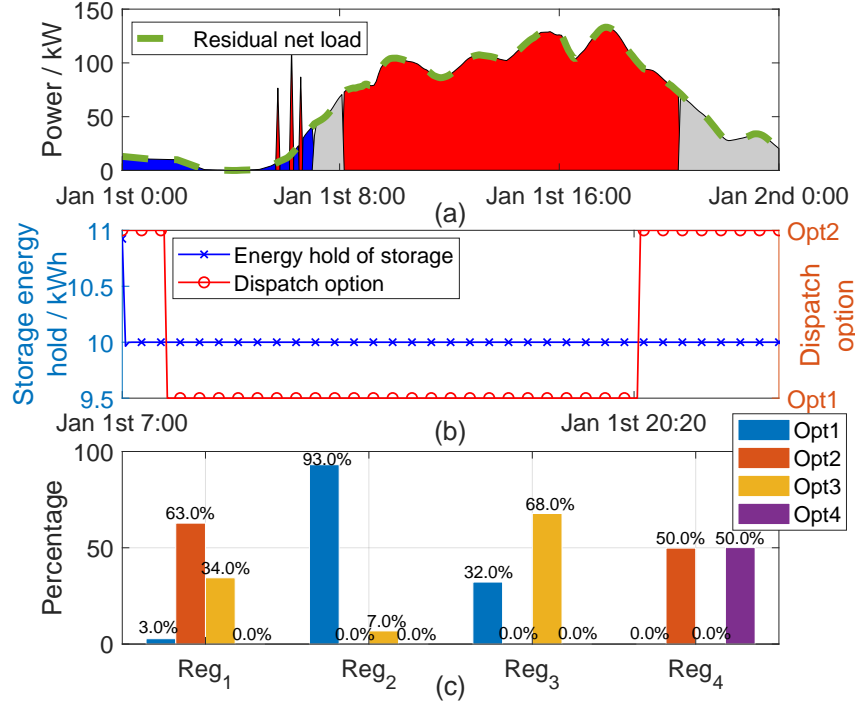 150
100
50
0
Power / kW
Residual net load
Jan 1st 0:00
Jan 1st 8:00
Jan 1st 16:00
Jan 2nd 0:00
(a)
11
10.5
10
9.5
Storage energy
hold / kWh
Energy hold of storage
Dispatch option
Opt2
Opt1
Dispatch
option
Jan 1st 7:00
Jan 1st 20:20
(b)
100
50
0
Percentage
3.0%
63.0%
34.0%
0.0%
93.0%
0.0%
7.0%
0.0%
32.0%
0.0%
68.0%
0.0%
0.0%
50.0%
0.0%
50.0%
Opt1
Opt2
Opt3
Opt4
Reg1
Reg2
Reg3
Reg4
(c)